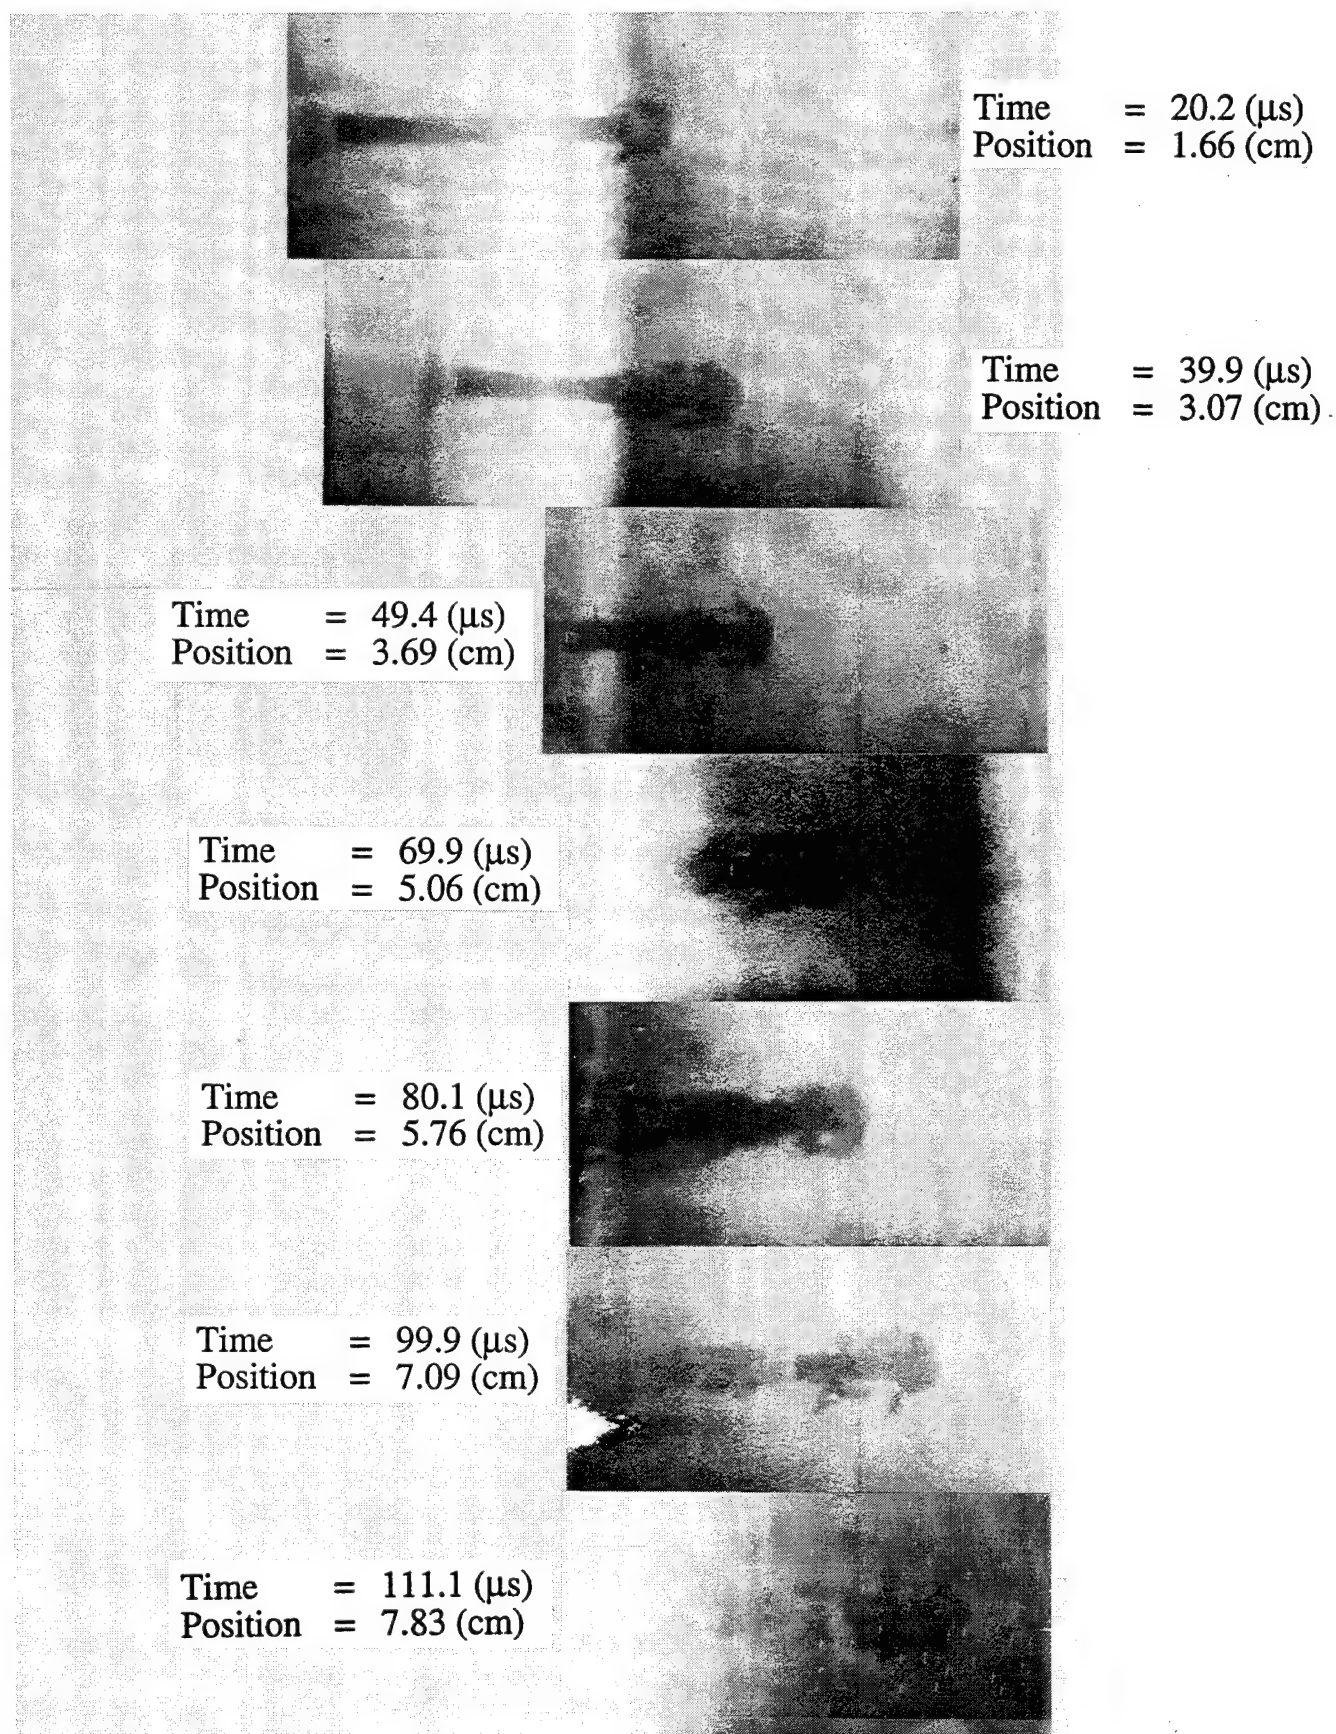 Time = 20.2 (μs)
Position = 1.66 (cm)
Time = 39.9 (μs)
Position = 3.07 (cm)
Time = 49.4 (μs)
Position = 3.69 (cm)
Time = 69.9 (μs)
Position = 5.06 (cm)
Time = 80.1 (μs)
Position = 5.76 (cm)
Time = 99.9 (μs)
Position = 7.09 (cm)
Time = 111.1 (μs)
Position = 7.83 (cm)